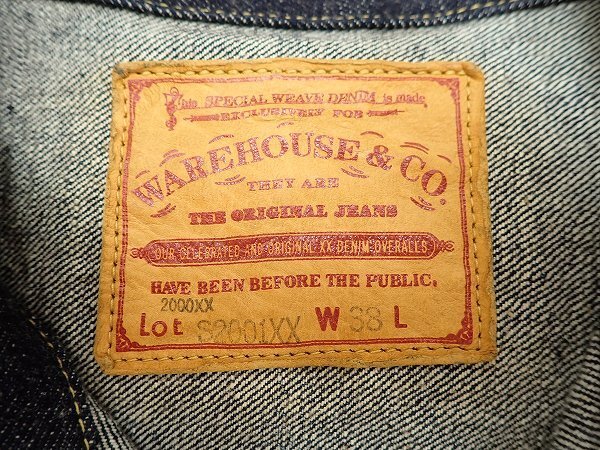 This SPECIAL WEAVE DENIM is made
EXCLUSIVELY FOR
WAREHOUSE & CO.
THEY ARE
THE ORIGINAL JEANS
OUR CELEBRATED AND ORIGINAL XX DENIM OVERALLS
HAVE BEEN BEFORE THE PUBLIC.
2000XX
Lot S2001XX W 38 L